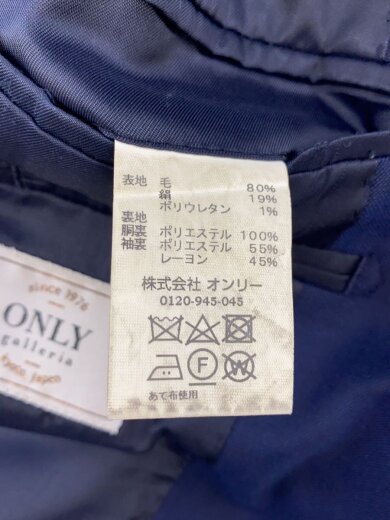 表地 毛 80%
絹 19%
ポリウレタン 1%
裏地
胴裏 ポリエステル 100%
袖裏 ポリエステル 55%
レーヨン 45%
株式会社 オンリー
0120-945-045
F W
あて布使用
since 1976
ONLY
galleria
kyoto, japan